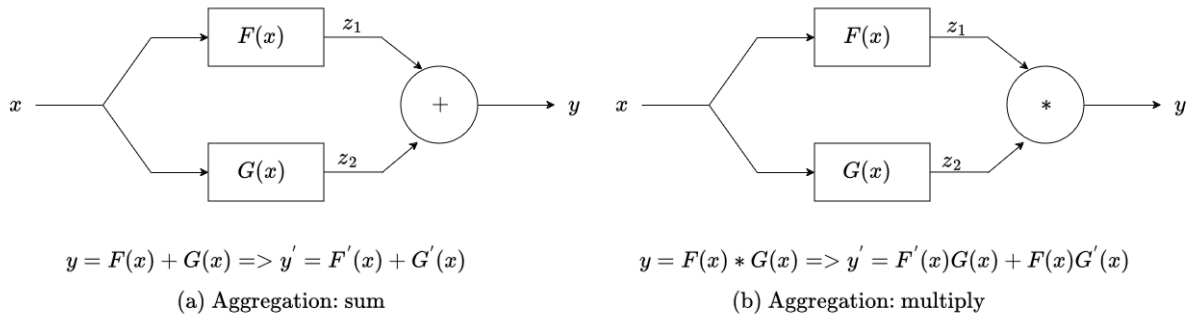 F(x)
z₁
x
+
y
G(x)
z₂
y = F(x) + G(x) => y′ = F′(x) + G′(x)
(a) Aggregation: sum
F(x)
z₁
x
*
y
G(x)
z₂
y = F(x) * G(x) => y′ = F′(x)G(x) + F(x)G′(x)
(b) Aggregation: multiply